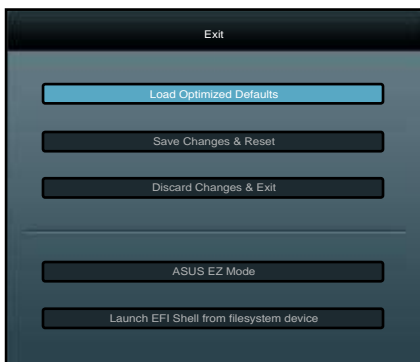 Exit
Load Optimized Defaults
Save Changes & Reset
Discard Changes & Exit
ASUS EZ Mode
Launch EFI Shell from filesystem device